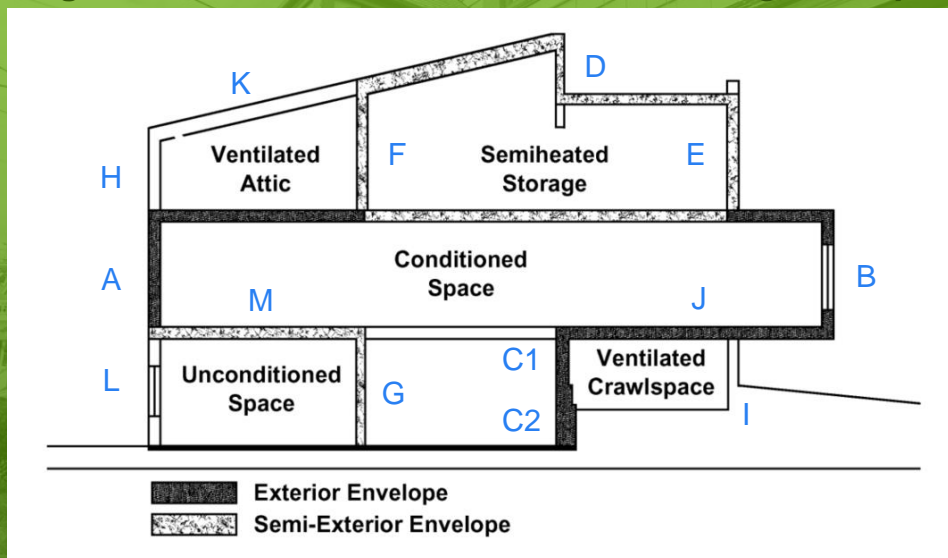 K
D
H
Ventilated
Attic
F
Semiheated
Storage
E
A
Conditioned
Space
B
M
J
L
Unconditioned
Space
G
C1
C2
Ventilated
Crawlspace
I
Exterior Envelope
Semi-Exterior Envelope